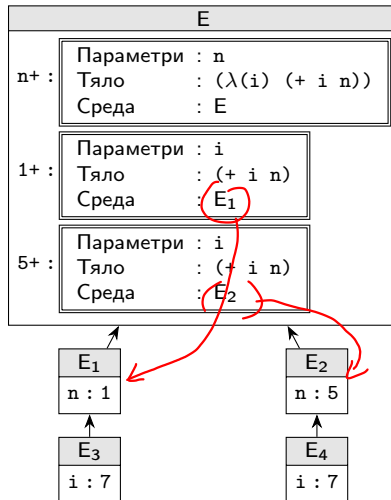 E
n+ :
Параметри : n
Тяло : (λ(i) (+ i n))
Среда : E
1+ :
Параметри : i
Тяло : (+ i n)
Среда : E₁
5+ :
Параметри : i
Тяло : (+ i n)
Среда : E₂
E₁
n : 1
E₂
n : 5
E₃
i : 7
E₄
i : 7